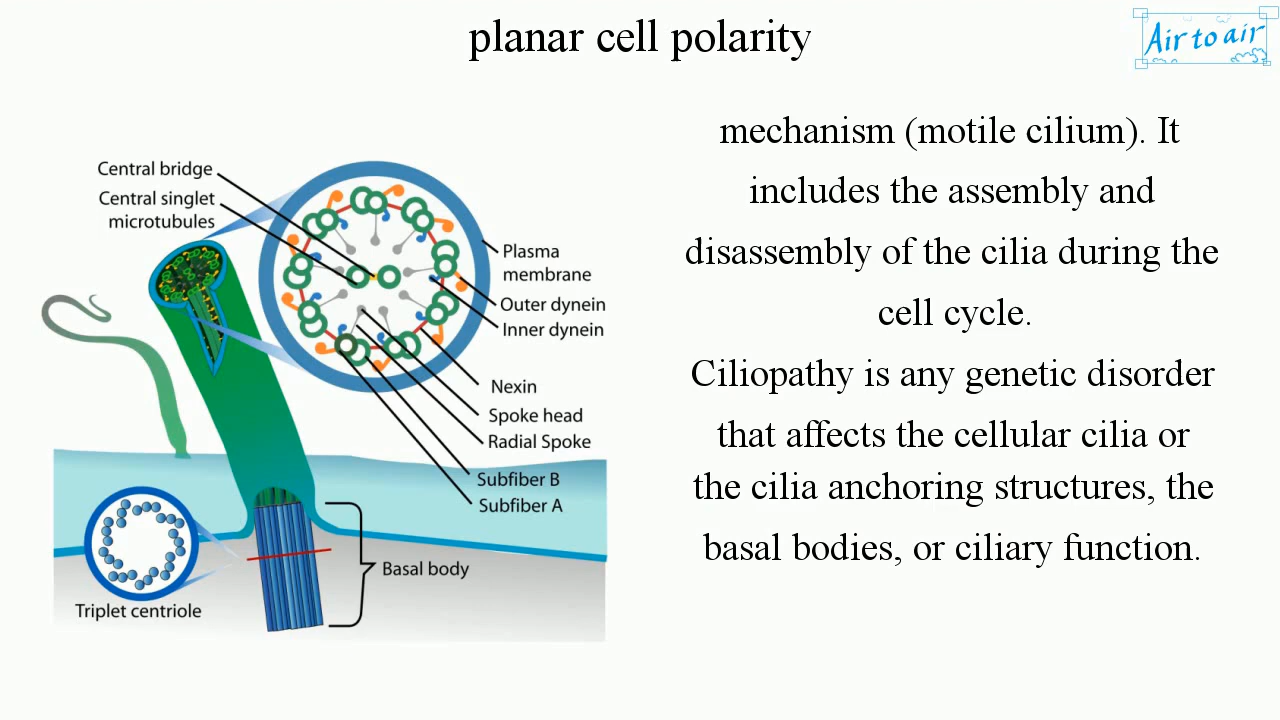 planar cell polarity
Air to air
mechanism (motile cilium). It
includes the assembly and
disassembly of the cilia during the
cell cycle.
Ciliopathy is any genetic disorder
that affects the cellular cilia or
the cilia anchoring structures, the
basal bodies, or ciliary function.
Central bridge
Central singlet
microtubules
Plasma
membrane
Outer dynein
Inner dynein
Nexin
Spoke head
Radial Spoke
Subfiber B
Subfiber A
Basal body
Triplet centriole